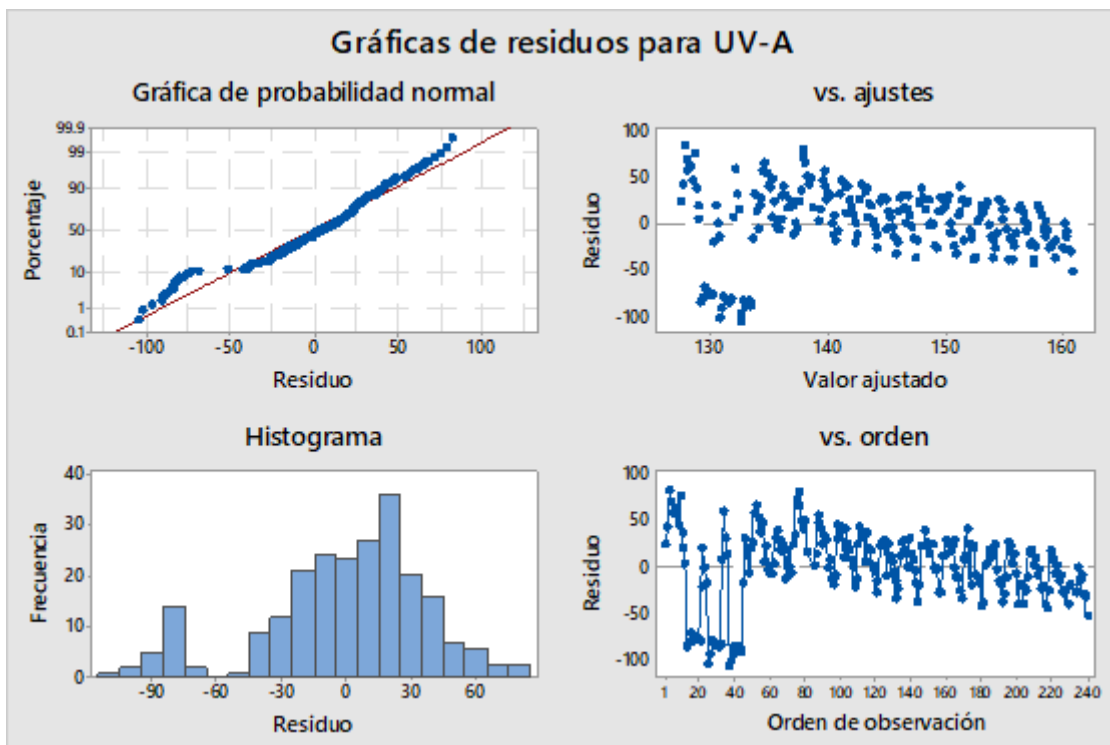 Gráficas de residuos para UV-A
Gráfica de probabilidad normal
99.9
99
90
50
10
1
0.1
Porcentaje
-100 -50 0 50 100
Residuo
vs. ajustes
100
50
0
-50
-100
Residuo
130 140 150 160
Valor ajustado
Histograma
40
30
20
10
0
Frecuencia
-90 -60 -30 0 30 60
Residuo
vs. orden
100
50
0
-50
-100
Residuo
1 20 40 60 80 100 120 140 160 180 200 220 240
Orden de observación